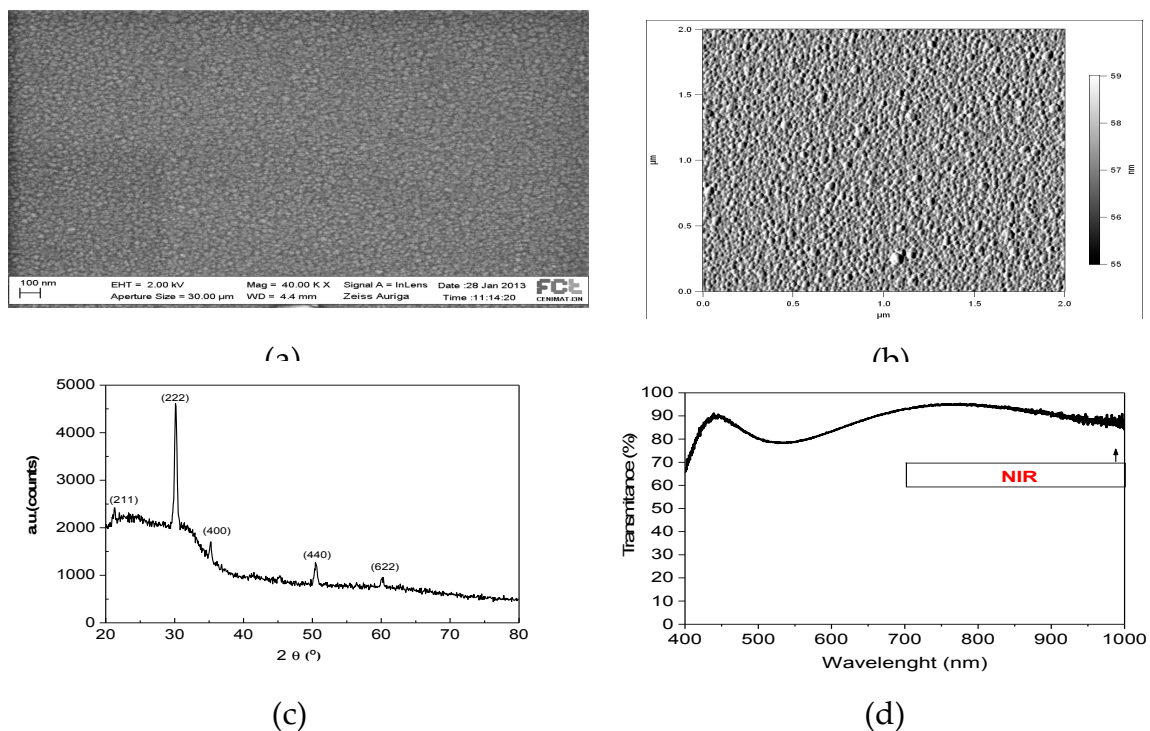 100 nm EHT = 2.00 kV Mag = 40.00 K X Signal A = InLens Date :28 Jan 2013
Aperture Size = 30.00 µm WD = 4.4 mm Zeiss Auriga Time :11:14:20
FCt
CENIMAT-I3N
2.0
1.5
1.0
0.5
0.0
µm
0.0 0.5 1.0 1.5 2.0
µm
59
58
57
56
55
nm
(a) (b)
5000
4000
3000
2000
1000
0
a.u.(counts)
(211)
(222)
(400)
(440)
(622)
20 30 40 50 60 70 80
2 θ (°)
(c)
100
90
80
70
60
50
40
30
20
10
0
Transmitance (%)
NIR
400 500 600 700 800 900 1000
Wavelenght (nm)
(d)